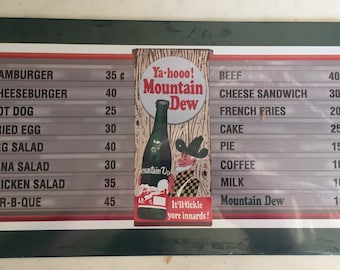 AMBURGER 35 ¢
HEESEBURGER 40
OT DOG 25
RIED EGG 30
G SALAD 40
NA SALAD 30
ICKEN SALAD 35
R-B-QUE 45
Ya-hooo!
Mountain
Dew
It'll tickle
yore innards!
BEEF 40
CHEESE SANDWICH 30
FRENCH FRIES 20
CAKE 25
PIE 15
COFFEE 10
MILK 10
Mountain Dew 10